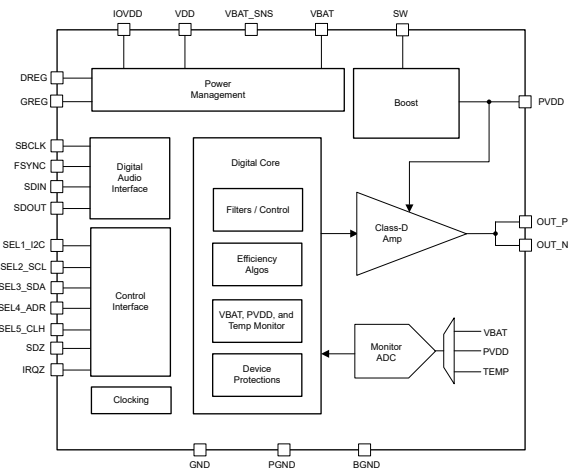 IOVDD
VDD
VBAT_SNS
VBAT
SW
DREG
GREG
Power
Management
Boost
PVDD
SBCLK
FSYNC
SDIN
SDOUT
Digital
Audio
Interface
Digital Core
Filters / Control
Class-D
Amp
OUT_P
OUT_N
SEL1_I2C
SEL2_SCL
SEL3_SDA
SEL4_ADR
SEL5_CLH
SDZ
IRQZ
Control
Interface
Efficiency
Algos
VBAT, PVDD, and
Temp Monitor
Device
Protections
Monitor
ADC
VBAT
PVDD
TEMP
Clocking
GND
PGND
BGND